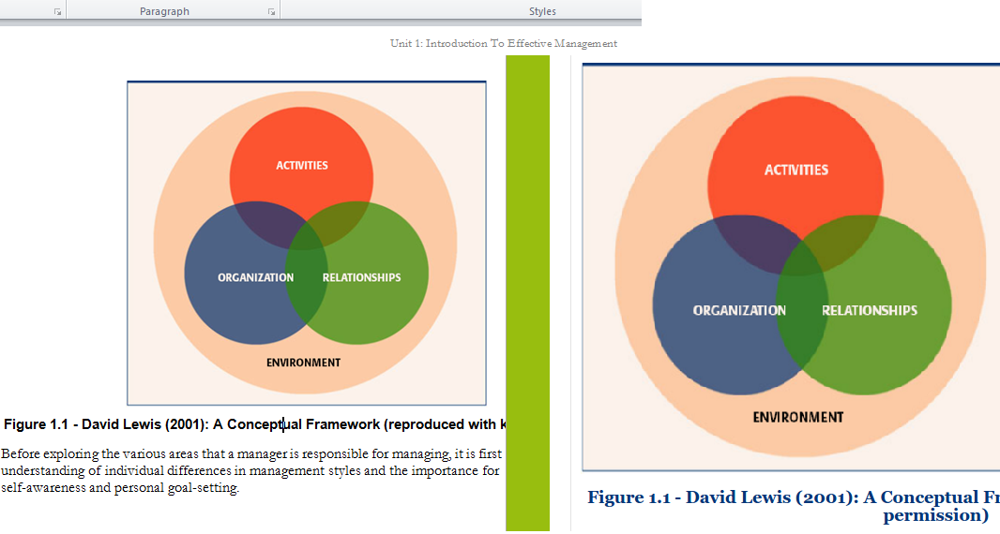 Paragraph
Styles
Unit 1: Introduction To Effective Management
ACTIVITIES
ORGANIZATION RELATIONSHIPS
ENVIRONMENT
Figure 1.1 - David Lewis (2001): A Conceptual Framework (reproduced with k
Before exploring the various areas that a manager is responsible for managing, it is first
understanding of individual differences in management styles and the importance for
self-awareness and personal goal-setting.
ACTIVITIES
ORGANIZATION RELATIONSHIPS
ENVIRONMENT
Figure 1.1 - David Lewis (2001): A Conceptual Fr
permission)